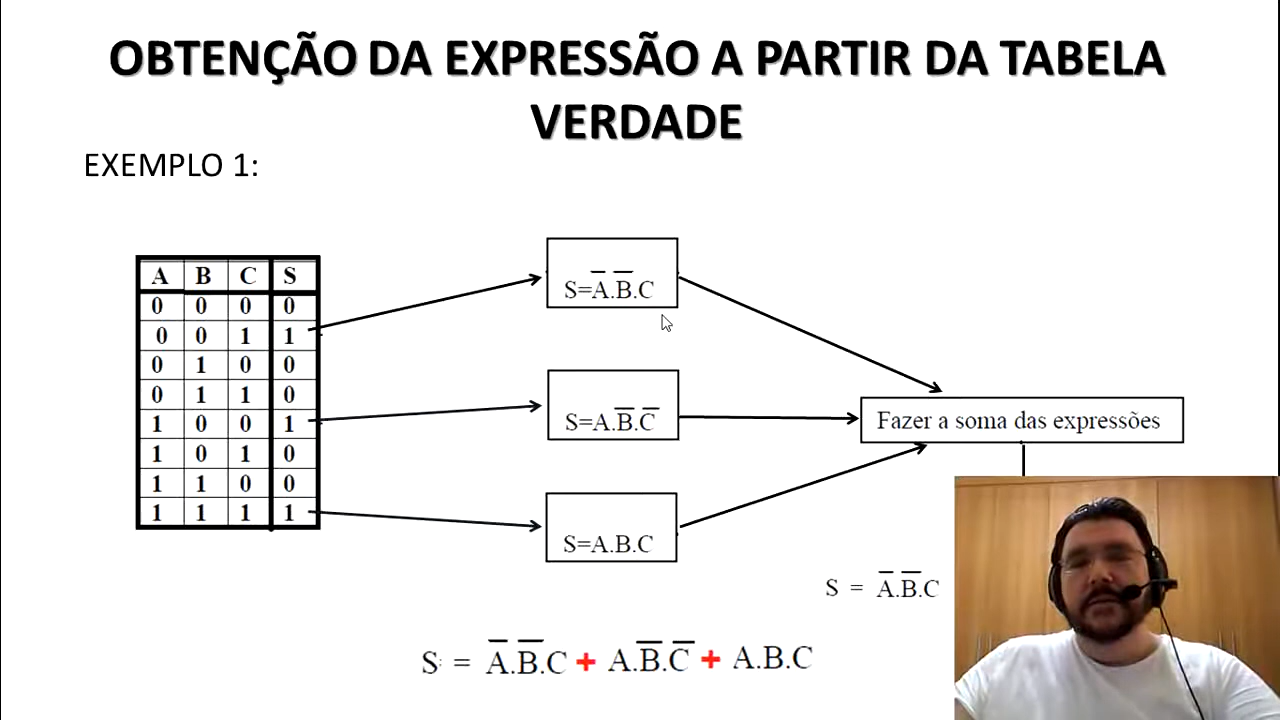 OBTENÇÃO DA EXPRESSÃO A PARTIR DA TABELA
VERDADE
EXEMPLO 1:
A B C S
0 0 0 0
0 0 1 1
0 1 0 0
0 1 1 0
1 0 0 1
1 0 1 0
1 1 0 0
1 1 1 1
S=A̅.B̅.C
S=A.B̅.C̅
S=A.B.C
Fazer a soma das expressões
S = A̅.B̅.C
S = A̅.B̅.C + A.B̅.C̅ + A.B.C